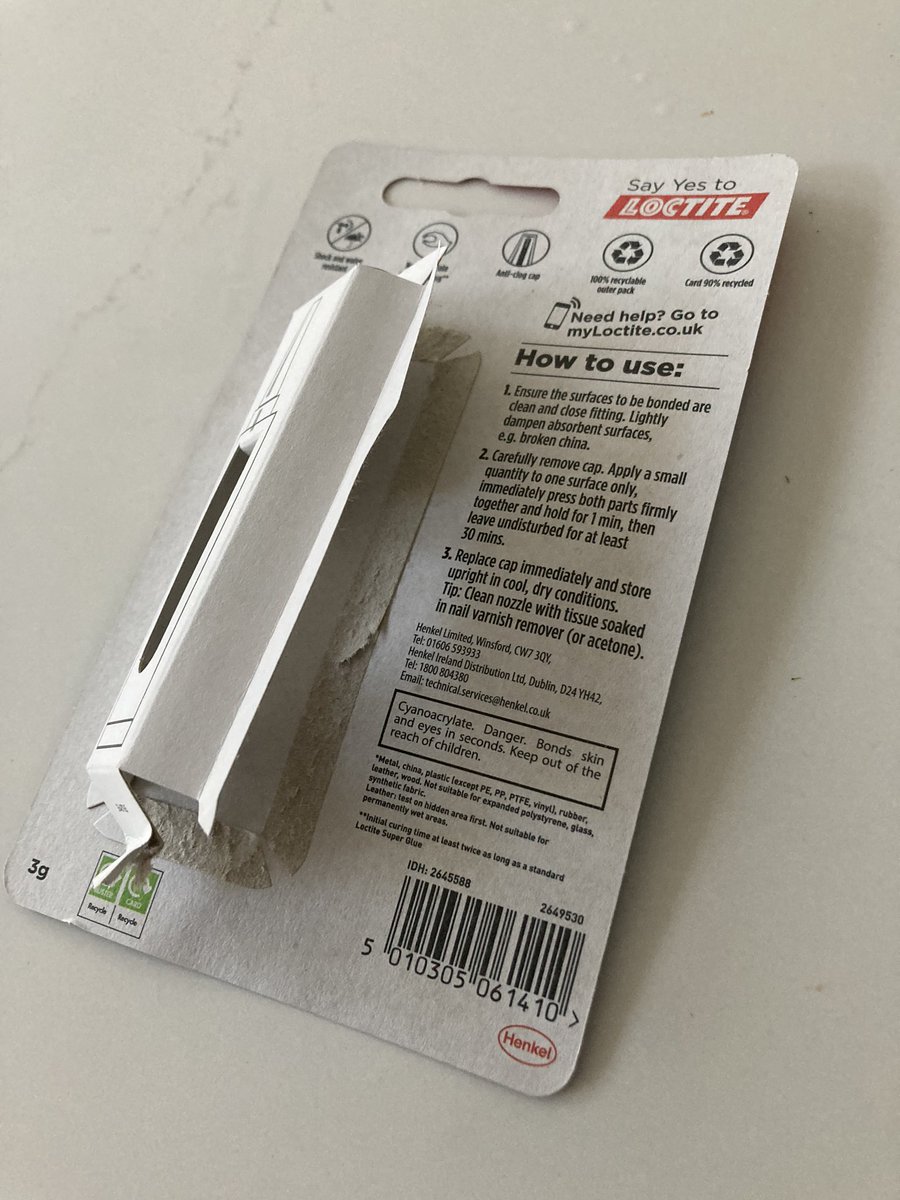 Say Yes to
LOCTITE
Shock and water
resistant
Anti-clog cap
100% recyclable
outer pack
Card 90% recycled
Need help? Go to
myLoctite.co.uk
How to use:
1. Ensure the surfaces to be bonded are
clean and close fitting. Lightly
dampen absorbent surfaces,
e.g. broken china.
2. Carefully remove cap. Apply a small
quantity to one surface only,
immediately press both parts firmly
together and hold for 1 min, then
leave undisturbed for at least
30 mins.
3. Replace cap immediately and store
upright in cool, dry conditions.
Tip: Clean nozzle with tissue soaked
in nail varnish remover (or acetone).
Henkel Limited, Winsford, CW7 3QY,
Tel: 01606 593933
Henkel Ireland Distribution Ltd, Dublin, D24 YH42,
Tel: 1800 804380
Email: technical.services@henkel.co.uk
Cyanoacrylate. Danger. Bonds skin
and eyes in seconds. Keep out of the
reach of children.
*Metal, china, plastic (except PE, PP, PTFE, vinyl), rubber,
leather, wood. Not suitable for expanded polystyrene, glass,
synthetic fabric.
Leather: test on hidden area first. Not suitable for
permanently wet areas.
**Initial curing time at least twice as long as a standard
Loctite Super Glue
3g
CARD
Recycle
Recycle
IDH: 2645588
2649530
5 010305 061410 >
Henkel